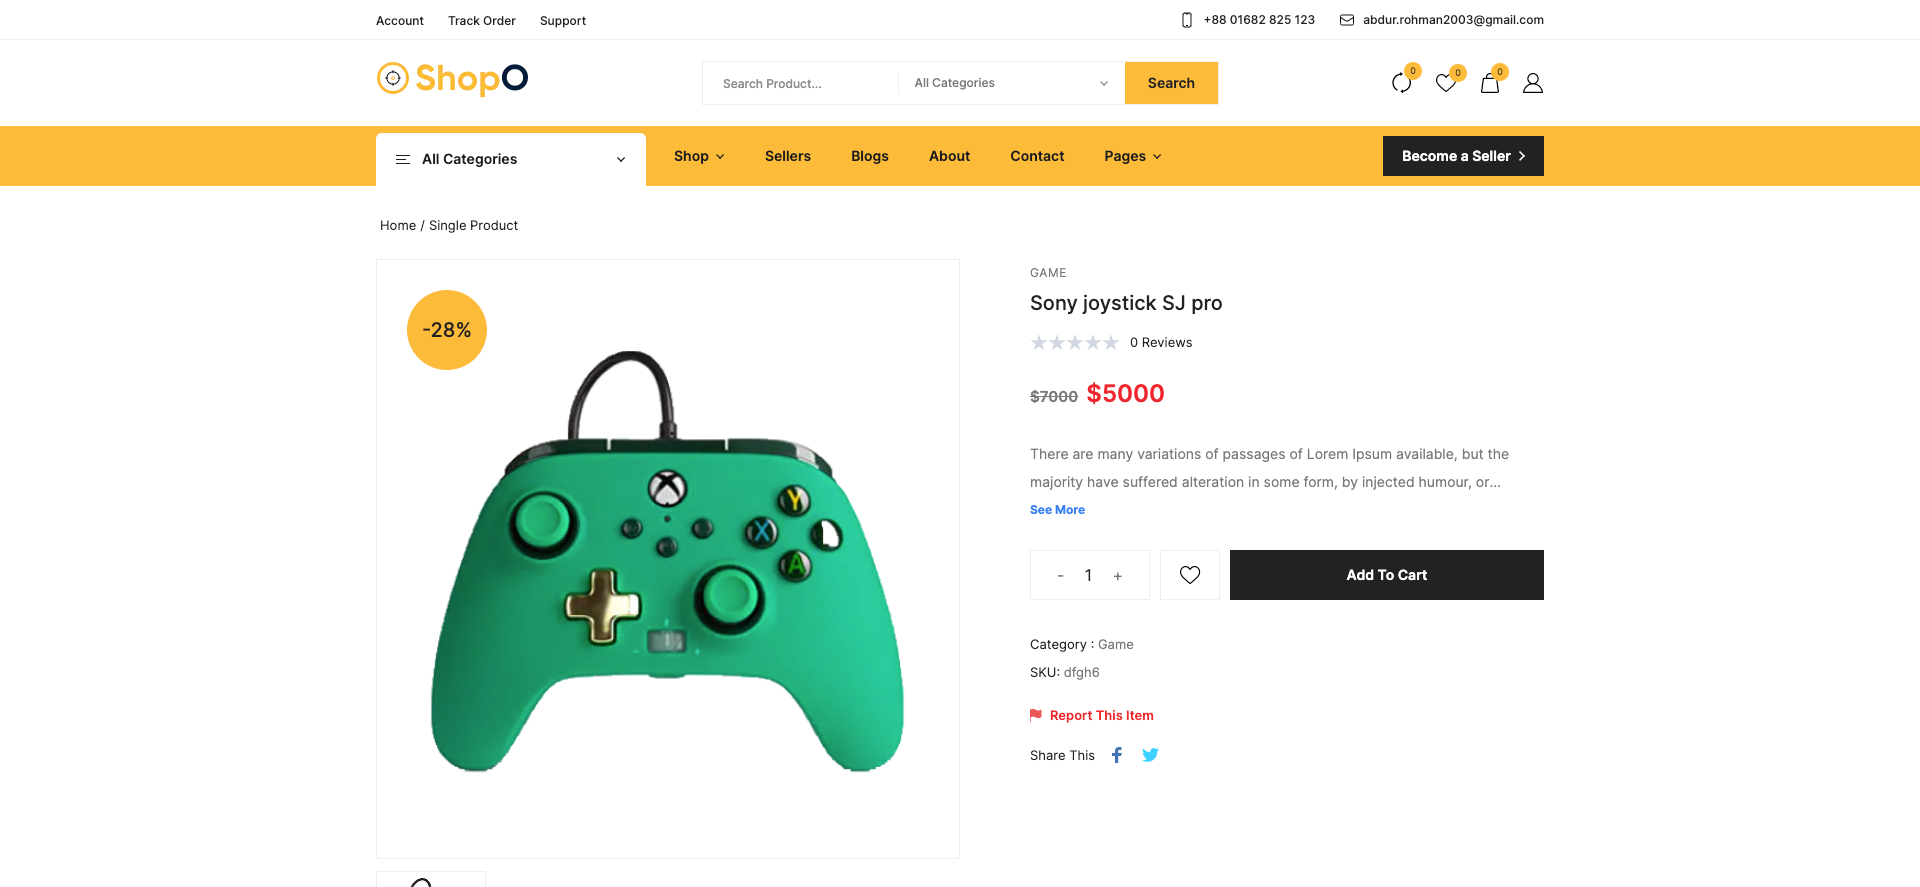 Account Track Order Support +88 01682 825 123 abdur.rohman2003@gmail.com
ShopO Search Product... All Categories Search 0 0 0
All Categories Shop Sellers Blogs About Contact Pages Become a Seller
Home / Single Product
-28%
Y
X
A
GAME
Sony joystick SJ pro
0 Reviews
$7000 $5000
There are many variations of passages of Lorem Ipsum available, but the
majority have suffered alteration in some form, by injected humour, or...
See More
- 1 + Add To Cart
Category : Game
SKU: dfgh6
Report This Item
Share This